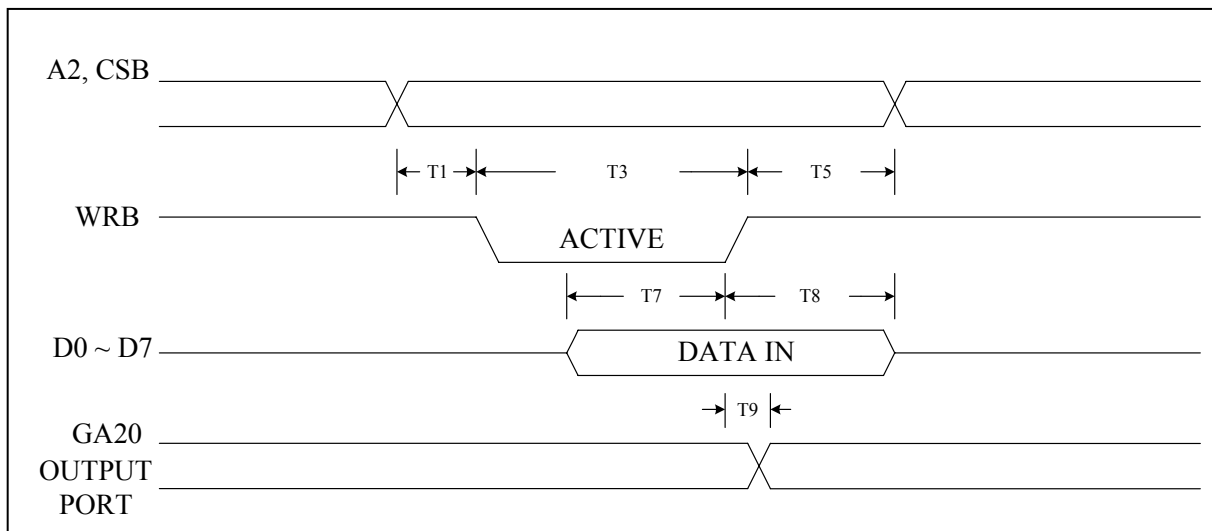 A2, CSB
T1
T3
T5
WRB
ACTIVE
T7
T8
D0 ~ D7
DATA IN
T9
GA20
OUTPUT
PORT